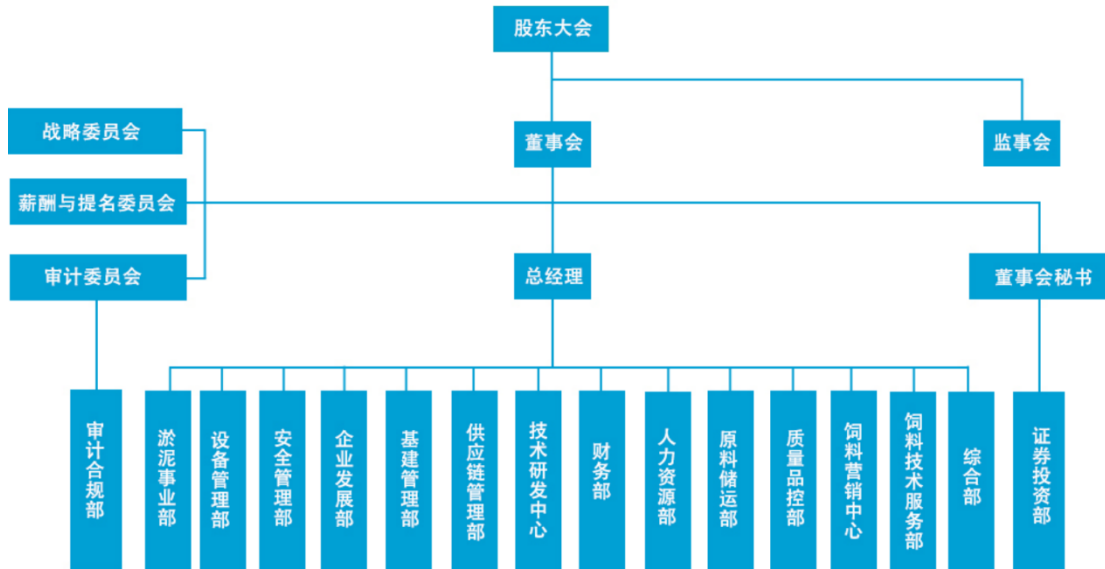 股东大会
战略委员会
董事会
监事会
薪酬与提名委员会
审计委员会
总经理
董事会秘书
审计合规部
淤泥事业部
设备管理部
安全管理部
企业发展部
基建管理部
供应链管理部
技术研发中心
财务部
人力资源部
原料储运部
质量品控部
饲料营销中心
饲料技术服务部
综合部
证券投资部